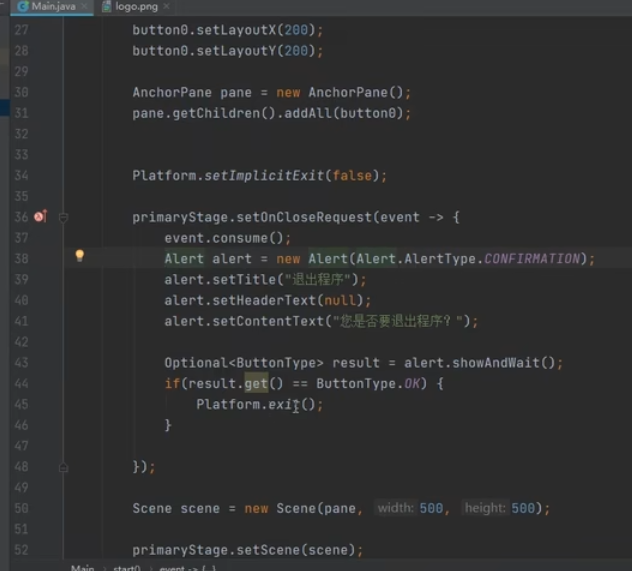 Main.java logo.png
27 button0.setLayoutX(200);
28 button0.setLayoutY(200);
29
30 AnchorPane pane = new AnchorPane();
31 pane.getChildren().addAll(button0);
32
33
34 Platform.setImplicitExit(false);
35
36 primaryStage.setOnCloseRequest(event -> {
37 event.consume();
38 Alert alert = new Alert(Alert.AlertType.CONFIRMATION);
39 alert.setTitle("退出程序");
40 alert.setHeaderText(null);
41 alert.setContentText("您是否要退出程序？");
42
43 Optional<ButtonType> result = alert.showAndWait();
44 if(result.get() == ButtonType.OK) {
45 Platform.exit();
46 }
47
48 });
49
50 Scene scene = new Scene(pane, width: 500, height: 500);
51
52 primaryStage.setScene(scene);
Main start() event -> {...}